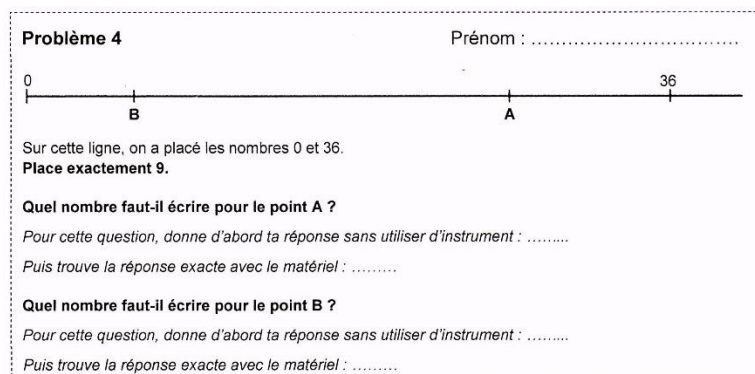 Problème 4 Prénom : ..................................
0 36
B A
Sur cette ligne, on a placé les nombres 0 et 36.
Place exactement 9.
Quel nombre faut-il écrire pour le point A ?
Pour cette question, donne d'abord ta réponse sans utiliser d'instrument : .........
Puis trouve la réponse exacte avec le matériel : .........
Quel nombre faut-il écrire pour le point B ?
Pour cette question, donne d'abord ta réponse sans utiliser d'instrument : .........
Puis trouve la réponse exacte avec le matériel : .........